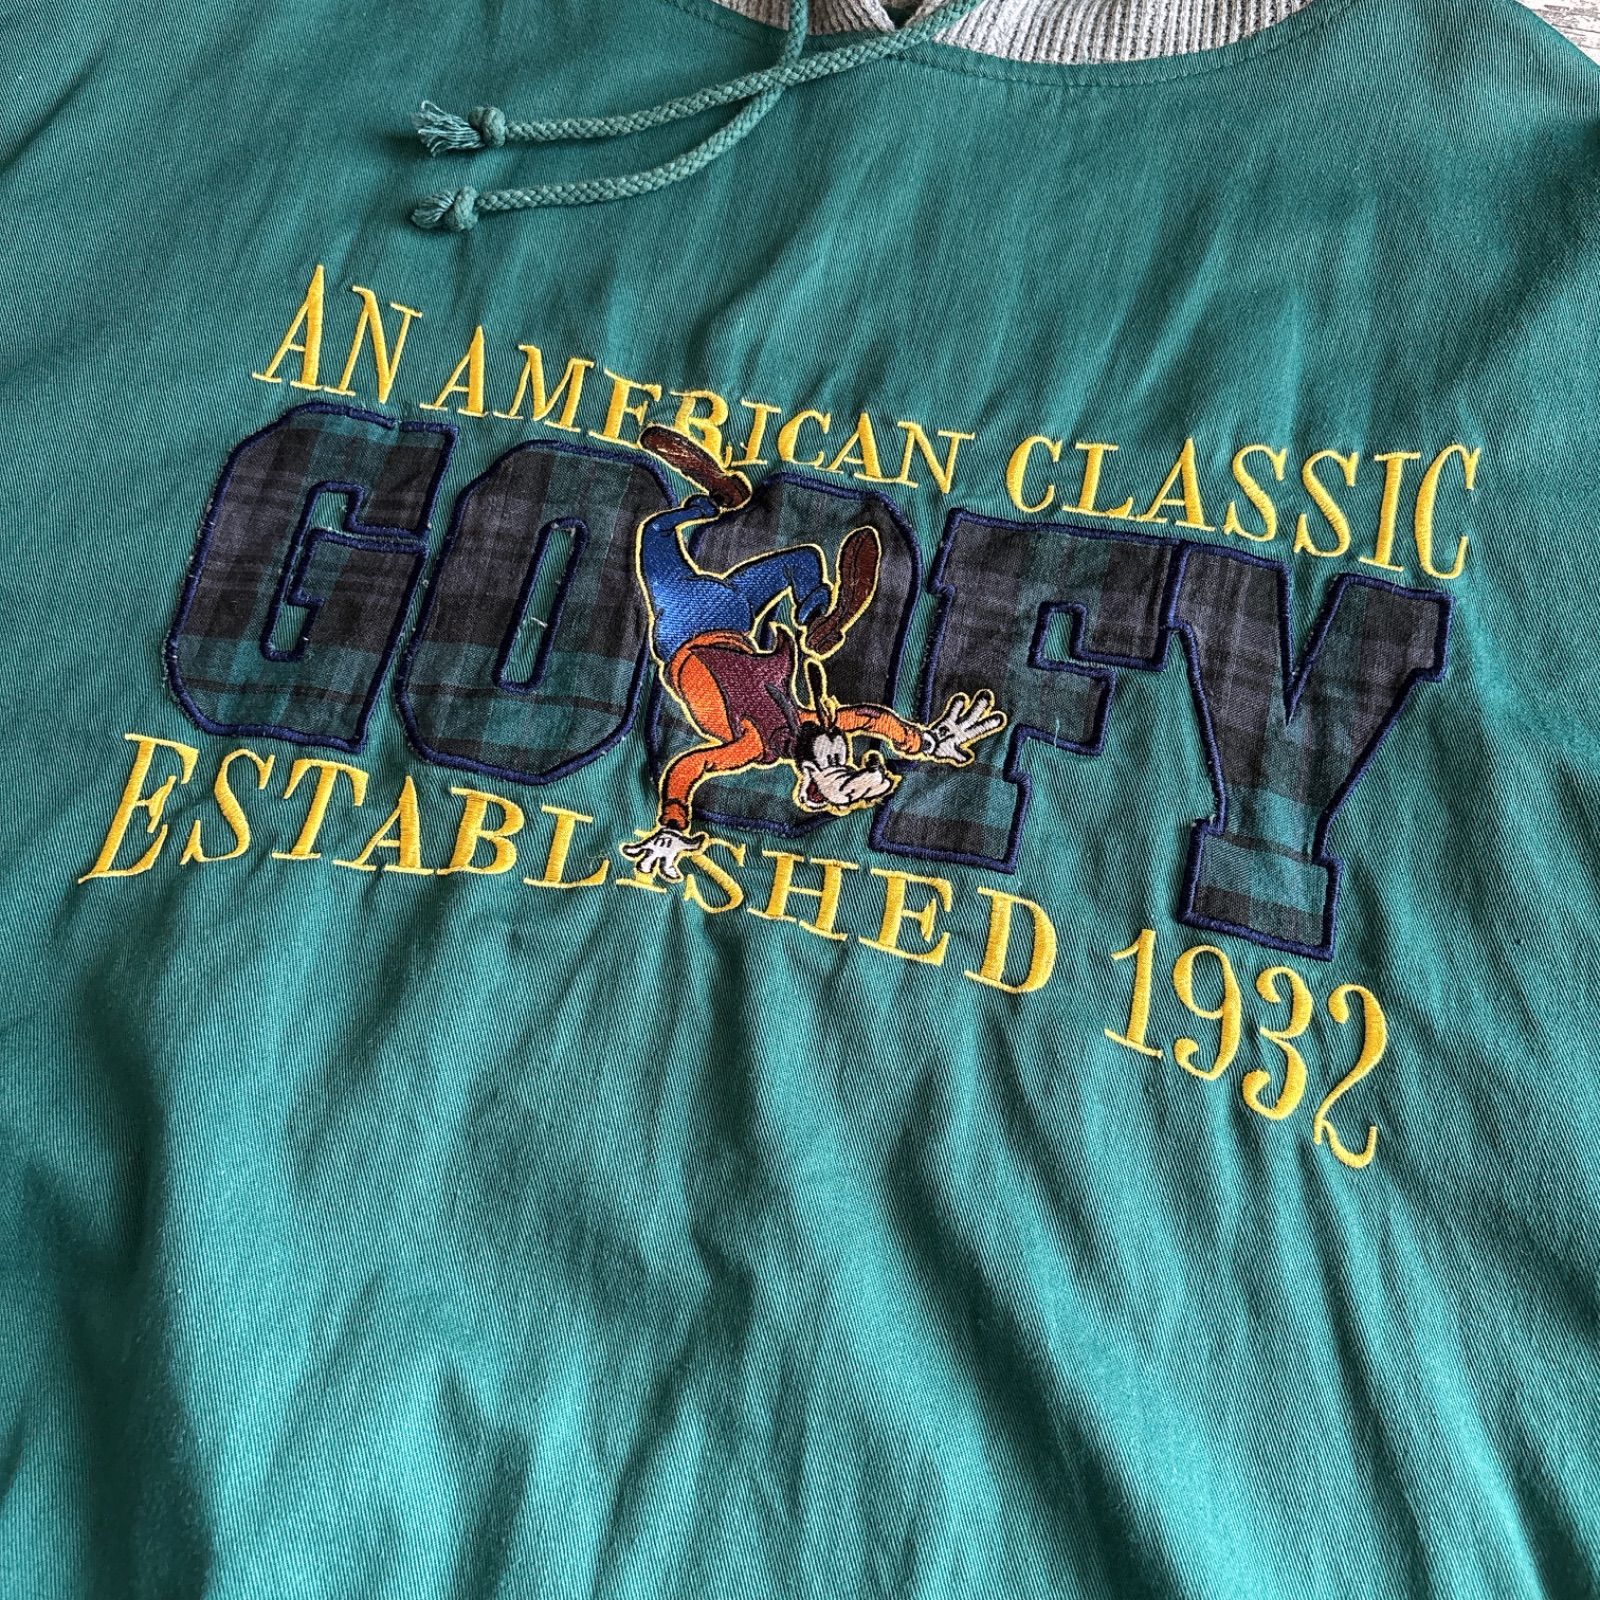 AN AMERICAN CLASSIC
GOOFY
ESTABLISHED 1932